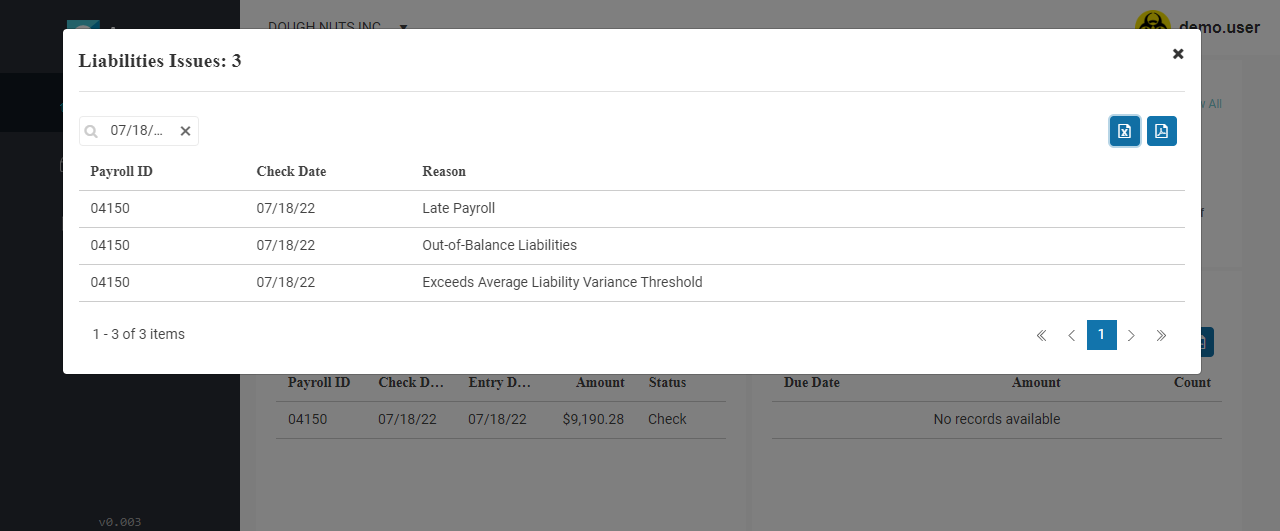 DOUGH NUTS INC
demo.user
Liabilities Issues: 3
All
07/18/...
Payroll ID Check Date Reason
04150 07/18/22 Late Payroll
04150 07/18/22 Out-of-Balance Liabilities
04150 07/18/22 Exceeds Average Liability Variance Threshold
1 - 3 of 3 items
1
Payroll ID Check D... Entry D... Amount Status
04150 07/18/22 07/18/22 $9,190.28 Check
Due Date Amount Count
No records available
v0.003